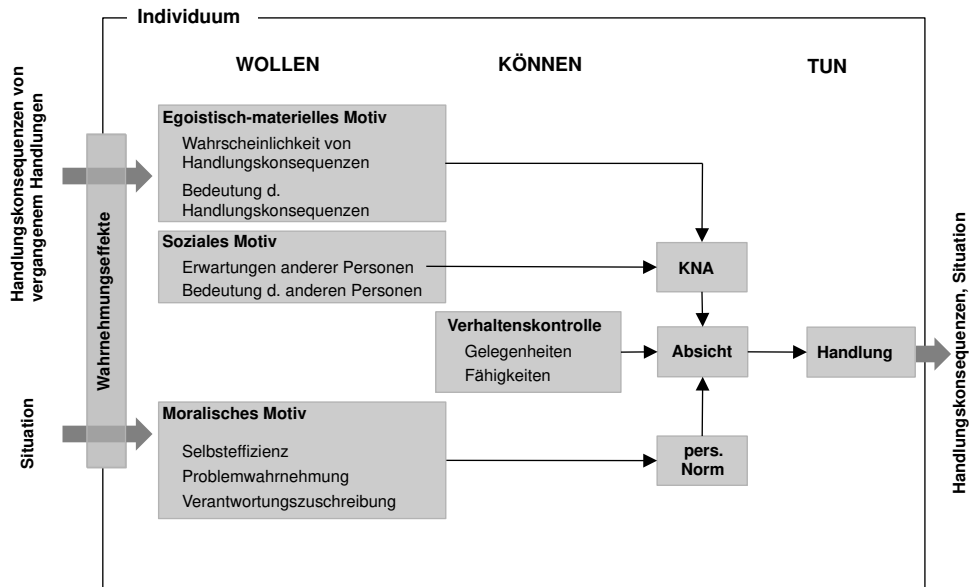 Individuum
WOLLEN
KÖNNEN
TUN
Handlungskonsequenzen von
vergangenem Handlungen
Situation
Wahrnehmungseffekte
Egoistisch-materielles Motiv
Wahrscheinlichkeit von
Handlungskonsequenzen
Bedeutung d.
Handlungskonsequenzen
Soziales Motiv
Erwartungen anderer Personen
Bedeutung d. anderen Personen
Moralisches Motiv
Selbsteffizienz
Problemwahrnehmung
Verantwortungszuschreibung
Verhaltenskontrolle
Gelegenheiten
Fähigkeiten
KNA
Absicht
pers.
Norm
Handlung
Handlungskonsequenzen, Situation